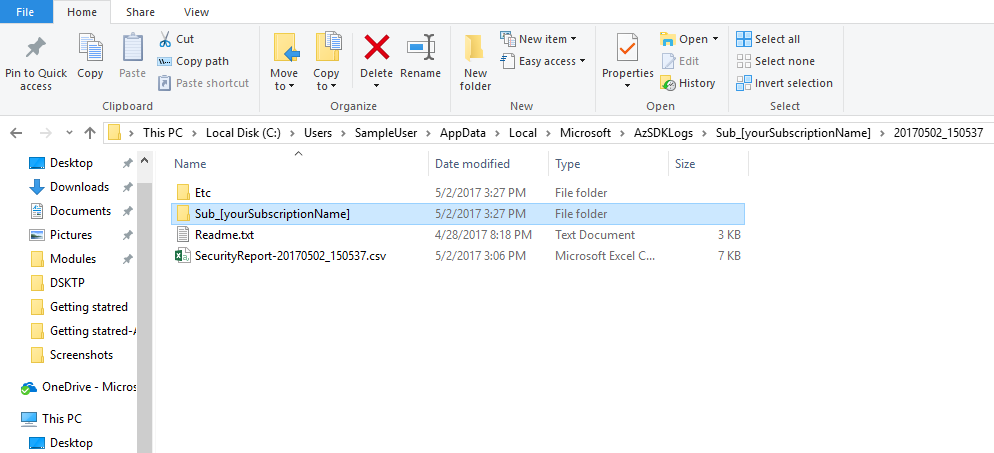 File Home Share View
Pin to Quick access
Copy
Paste
Cut
Copy path
Paste shortcut
Clipboard
Move to
Copy to
Delete
Rename
Organize
New folder
New item
Easy access
New
Properties
Open
Edit
History
Open
Select all
Select none
Invert selection
Select
This PC > Local Disk (C:) > Users > SampleUser > AppData > Local > Microsoft > AzSDKLogs > Sub_[yourSubscriptionName] > 20170502_150537
Desktop
Downloads
Documents
Pictures
Modules
DSKTP
Getting statred
Getting statred-A
Screenshots
OneDrive - Micros
This PC
Desktop
Name Date modified Type Size
Etc 5/2/2017 3:27 PM File folder
Sub_[yourSubscriptionName] 5/2/2017 3:27 PM File folder
Readme.txt 4/28/2017 8:18 PM Text Document 3 KB
SecurityReport-20170502_150537.csv 5/2/2017 3:06 PM Microsoft Excel C... 7 KB